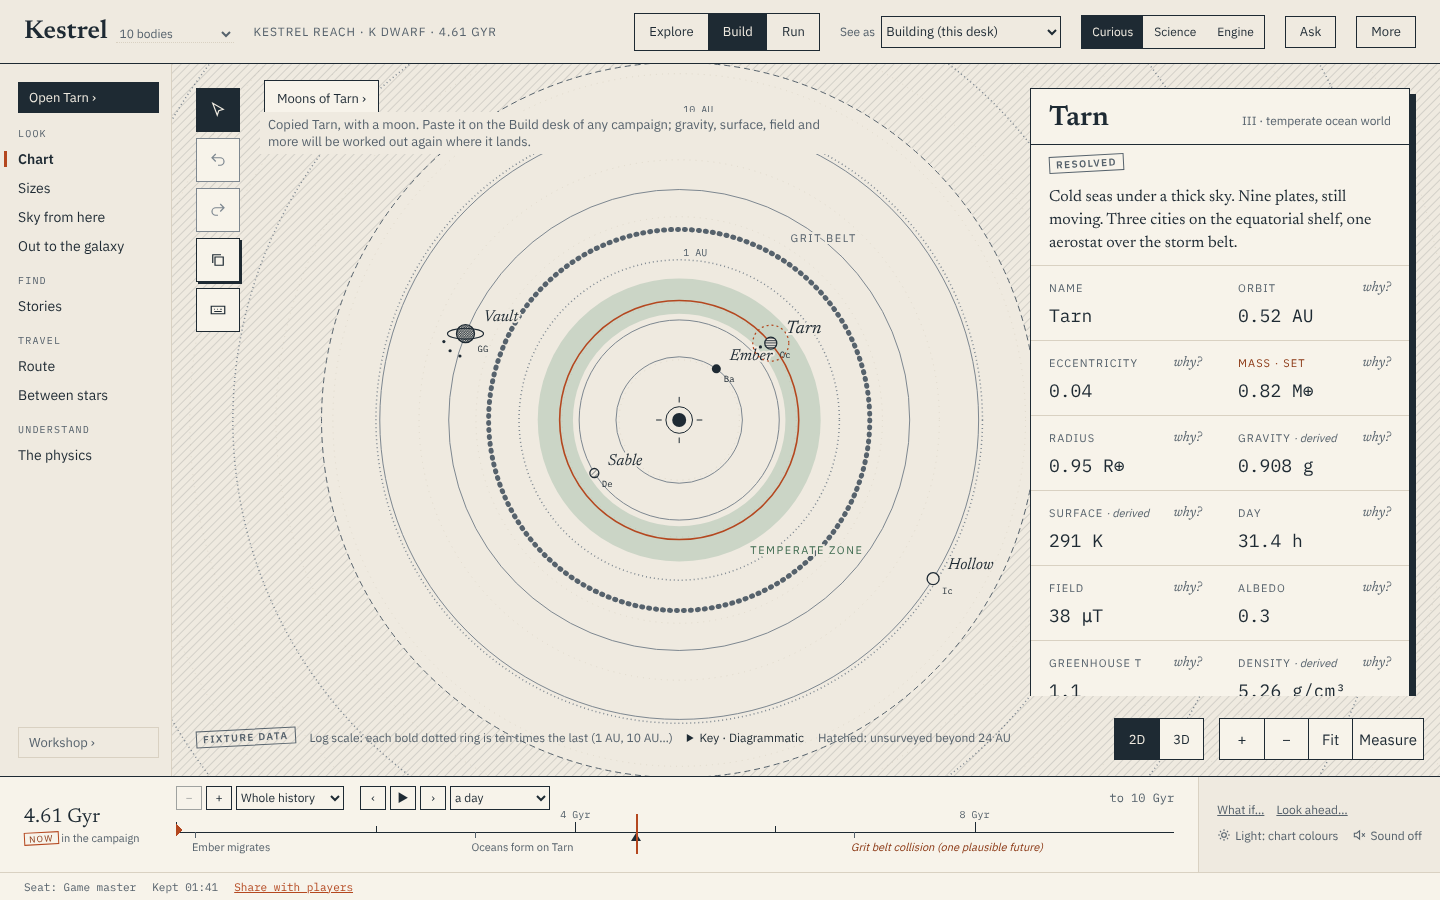 Kestrel
10 bodies
KESTREL REACH · K DWARF · 4.61 GYR
Explore
Build
Run
See as
Building (this desk)
Curious
Science
Engine
Ask
More
Open Tarn ›
LOOK
Chart
Sizes
Sky from here
Out to the galaxy
FIND
Stories
TRAVEL
Route
Between stars
UNDERSTAND
The physics
Workshop ›
Moons of Tarn ›
10 AU
Copied Tarn, with a moon. Paste it on the Build desk of any campaign; gravity, surface, field and
more will be worked out again where it lands.
GRIT BELT
1 AU
Vault
GG
Tarn
Oc
Ember
Ba
Sable
De
TEMPERATE ZONE
Hollow
Ic
Tarn
III · temperate ocean world
RESOLVED
Cold seas under a thick sky. Nine plates, still
moving. Three cities on the equatorial shelf, one
aerostat over the storm belt.
NAME
Tarn
ORBIT why?
0.52 AU
ECCENTRICITY why?
0.04
MASS · SET why?
0.82 M⊕
RADIUS why?
0.95 R⊕
GRAVITY · derived why?
0.908 g
SURFACE · derived why?
291 K
DAY why?
31.4 h
FIELD why?
38 µT
ALBEDO why?
0.3
GREENHOUSE T why?
1.1
DENSITY · derived why?
5.26 g/cm³
FIXTURE DATA
Log scale: each bold dotted ring is ten times the last (1 AU, 10 AU…)
Key · Diagrammatic
Hatched: unsurveyed beyond 24 AU
2D
3D
+
−
Fit
Measure
4.61 Gyr
NOW in the campaign
−
+
Whole history
‹
›
a day
to 10 Gyr
4 Gyr
8 Gyr
Ember migrates
Oceans form on Tarn
Grit belt collision (one plausible future)
What if…
Look ahead…
Light: chart colours
Sound off
Seat: Game master
Kept 01:41
Share with players